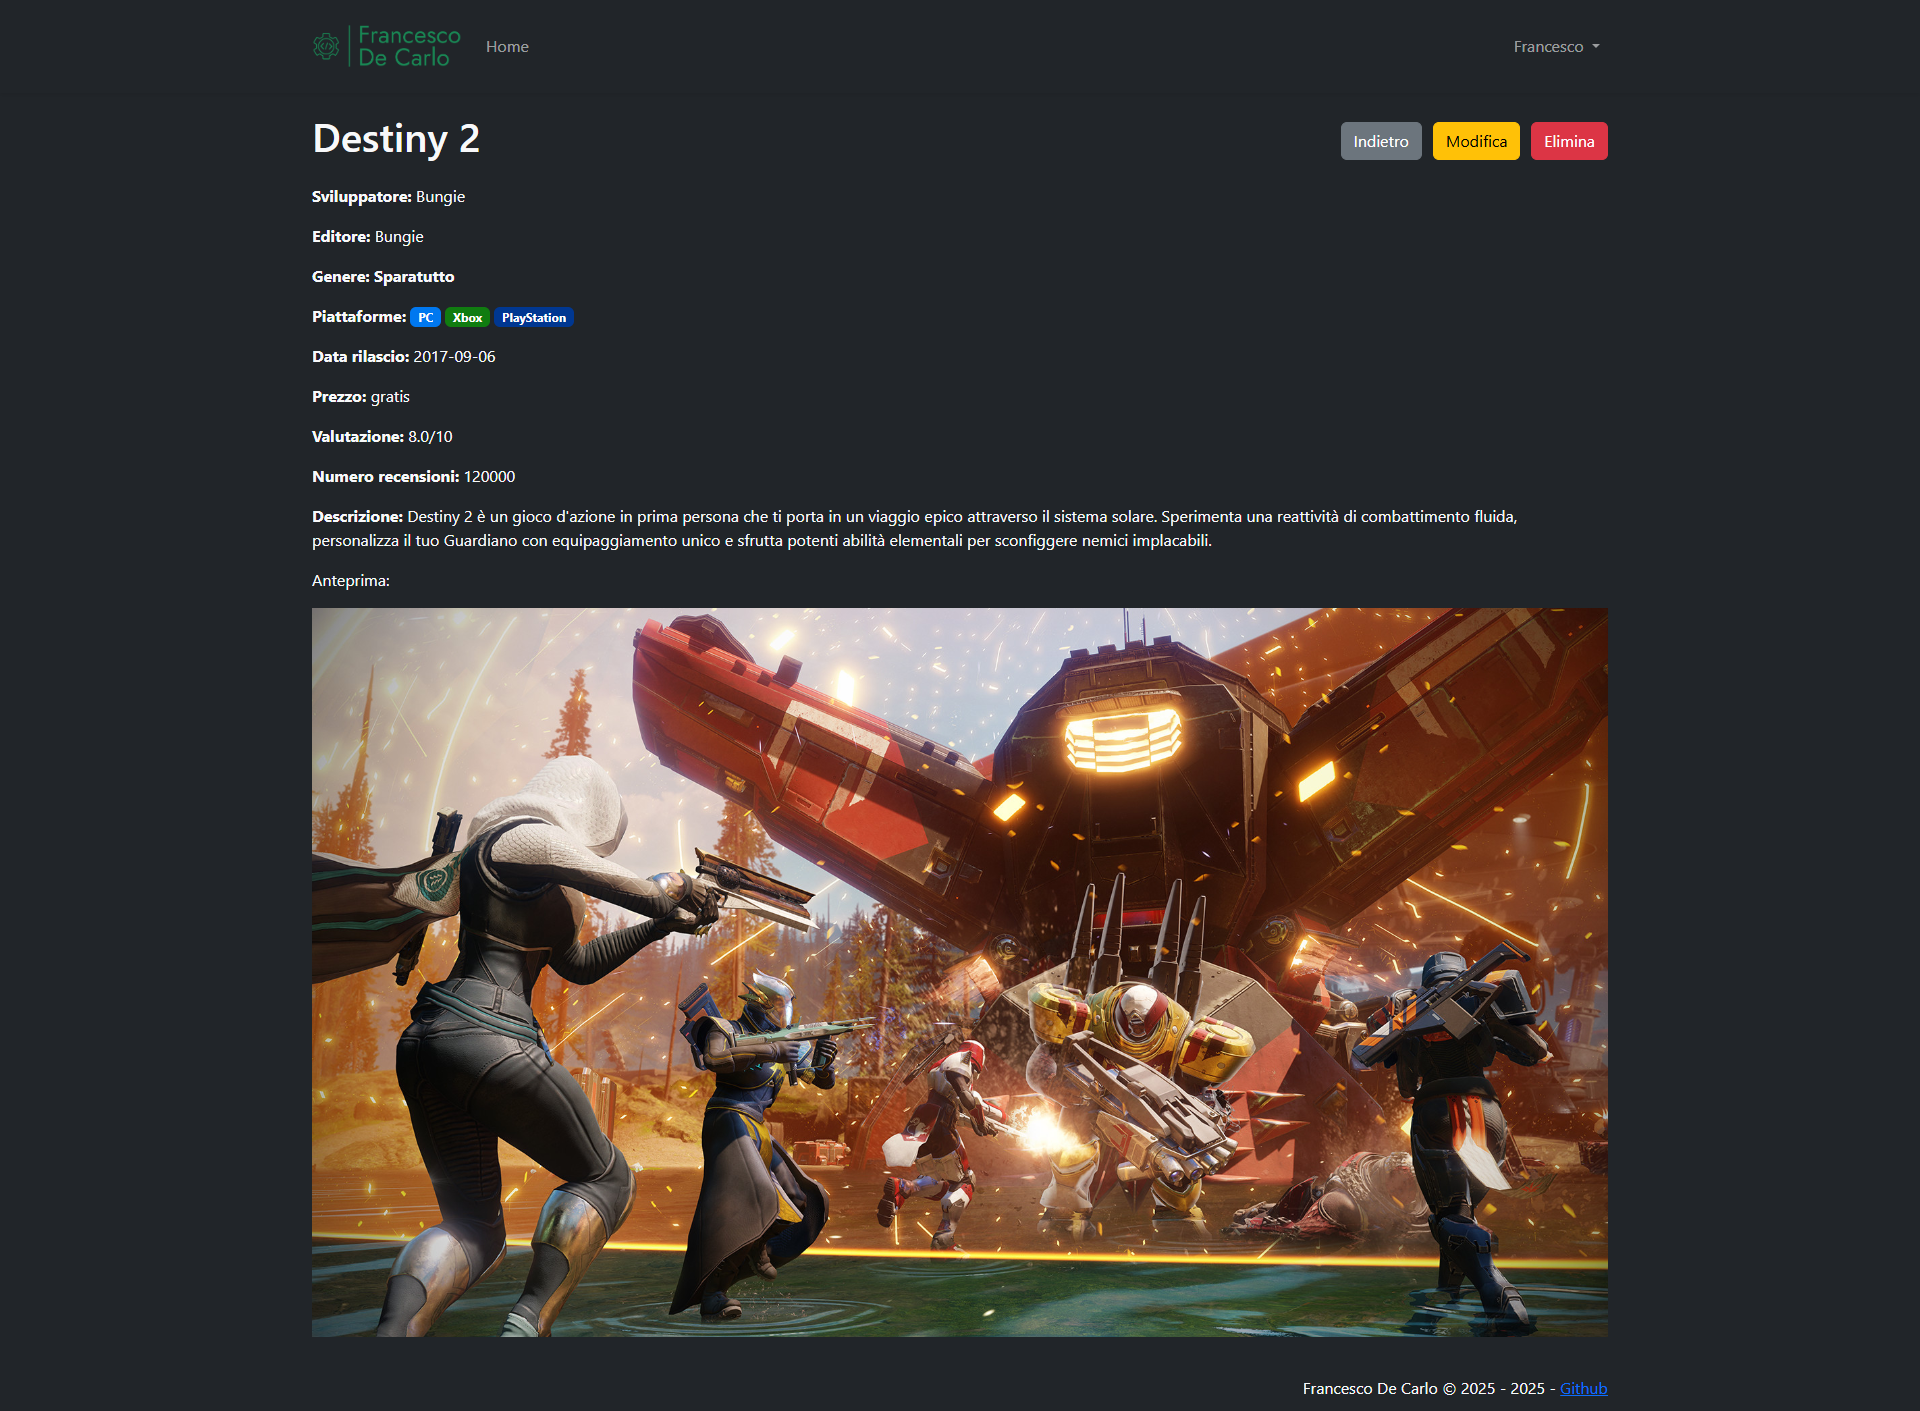 Francesco
De Carlo
Home
Francesco
Destiny 2
Indietro
Modifica
Elimina
Sviluppatore: Bungie
Editore: Bungie
Genere: Sparatutto
Piattaforme: PC Xbox PlayStation
Data rilascio: 2017-09-06
Prezzo: gratis
Valutazione: 8.0/10
Numero recensioni: 120000
Descrizione: Destiny 2 è un gioco d'azione in prima persona che ti porta in un viaggio epico attraverso il sistema solare. Sperimenta una reattività di combattimento fluida,
personalizza il tuo Guardiano con equipaggiamento unico e sfrutta potenti abilità elementali per sconfiggere nemici implacabili.
Anteprima:
Francesco De Carlo © 2025 - 2025 - Github